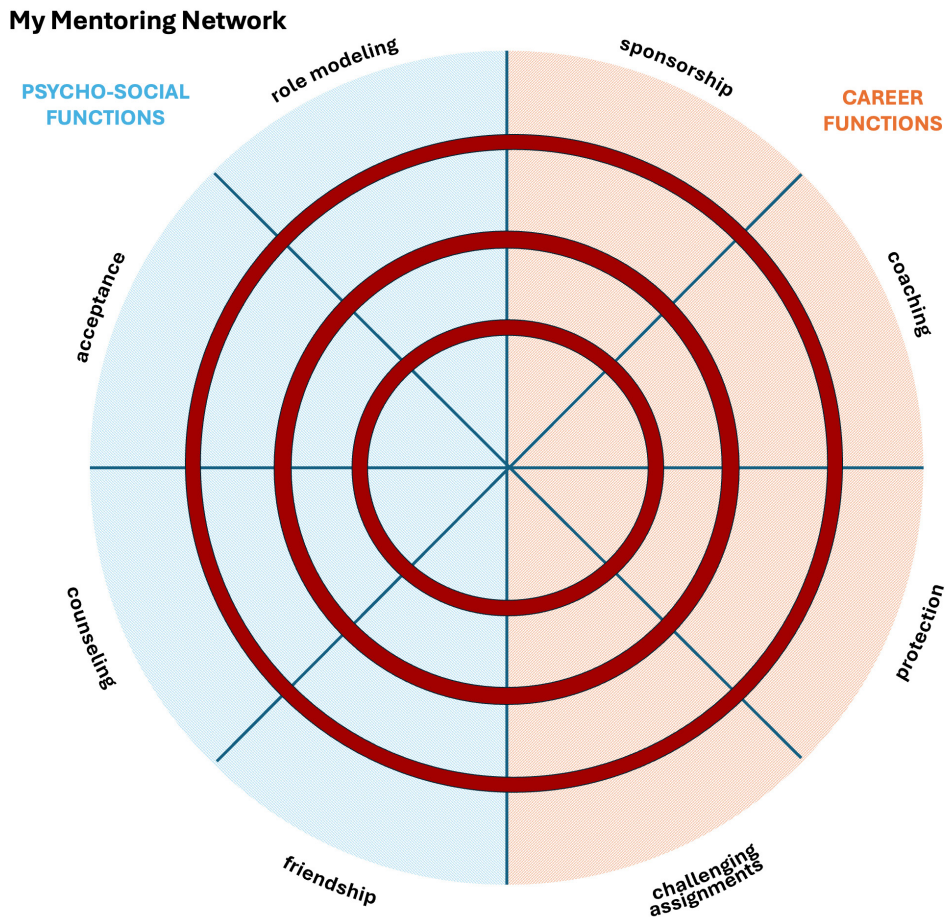 My Mentoring Network
PSYCHO-SOCIAL
FUNCTIONS
role modeling
sponsorship
CAREER
FUNCTIONS
acceptance
coaching
counseling
protection
friendship
challenging
assignments